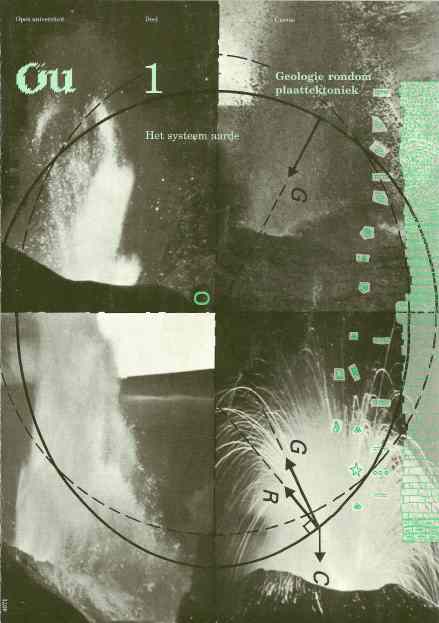 Open universiteit
Deel
Cursus
Ou
1
Geologie rondom
plaattektoniek
Het systeem aarde
G
O
G
R
C